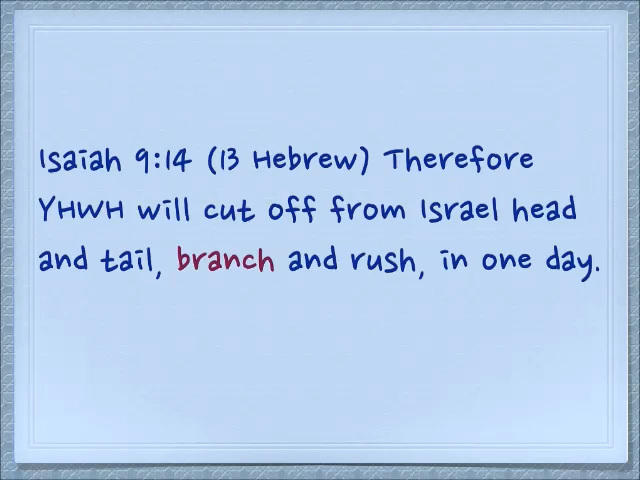 Isaiah 9:14 (13 Hebrew) Therefore
YHWH will cut off from Israel head
and tail, branch and rush, in one day.